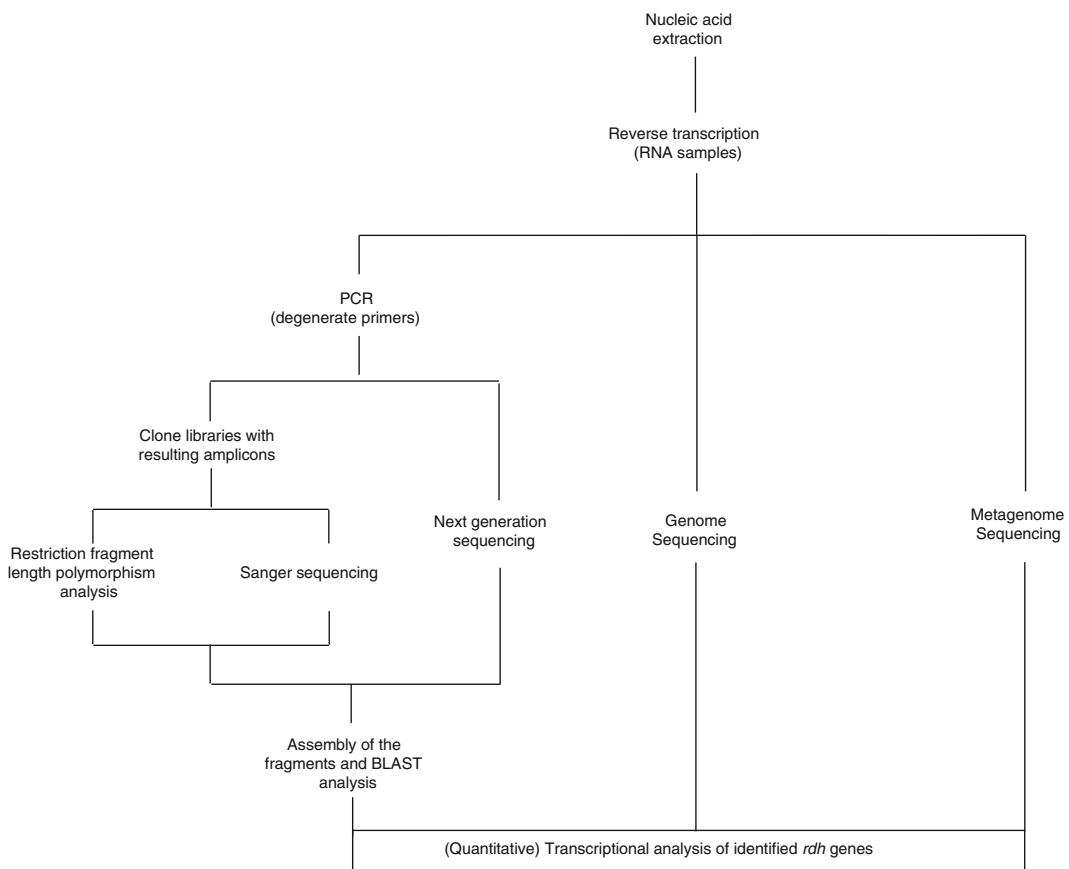 Nucleic acid
extraction
Reverse transcription
(RNA samples)
PCR
(degenerate primers)
Clone libraries with
resulting amplicons
Next generation
sequencing
Genome
Sequencing
Metagenome
Sequencing
Restriction fragment
length polymorphism
analysis
Sanger sequencing
Assembly of the
fragments and BLAST
analysis
(Quantitative) Transcriptional analysis of identified rdh genes